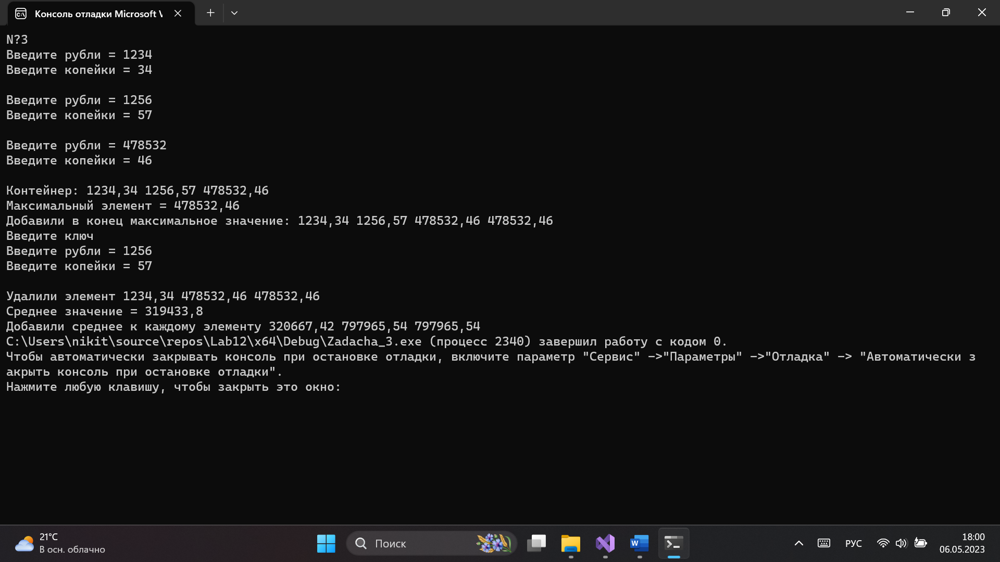 Консоль отладки Microsoft V
N?3
Введите рубли = 1234
Введите копейки = 34
Введите рубли = 1256
Введите копейки = 57
Введите рубли = 478532
Введите копейки = 46
Контейнер: 1234,34 1256,57 478532,46
Максимальный элемент = 478532,46
Добавили в конец максимальное значение: 1234,34 1256,57 478532,46 478532,46
Введите ключ
Введите рубли = 1256
Введите копейки = 57
Удалили элемент 1234,34 478532,46 478532,46
Среднее значение = 319433,8
Добавили среднее к каждому элементу 320667,42 797965,54 797965,54
C:\Users\nikit\source\repos\Lab12\x64\Debug\Zadacha_3.exe (процесс 2340) завершил работу с кодом 0.
Чтобы автоматически закрывать консоль при остановке отладки, включите параметр "Сервис" ->"Параметры" ->"Отладка" -> "Автоматически з
акрыть консоль при остановке отладки".
Нажмите любую клавишу, чтобы закрыть это окно:
21°C
В осн. облачно
Поиск
РУС
18:00
06.05.2023